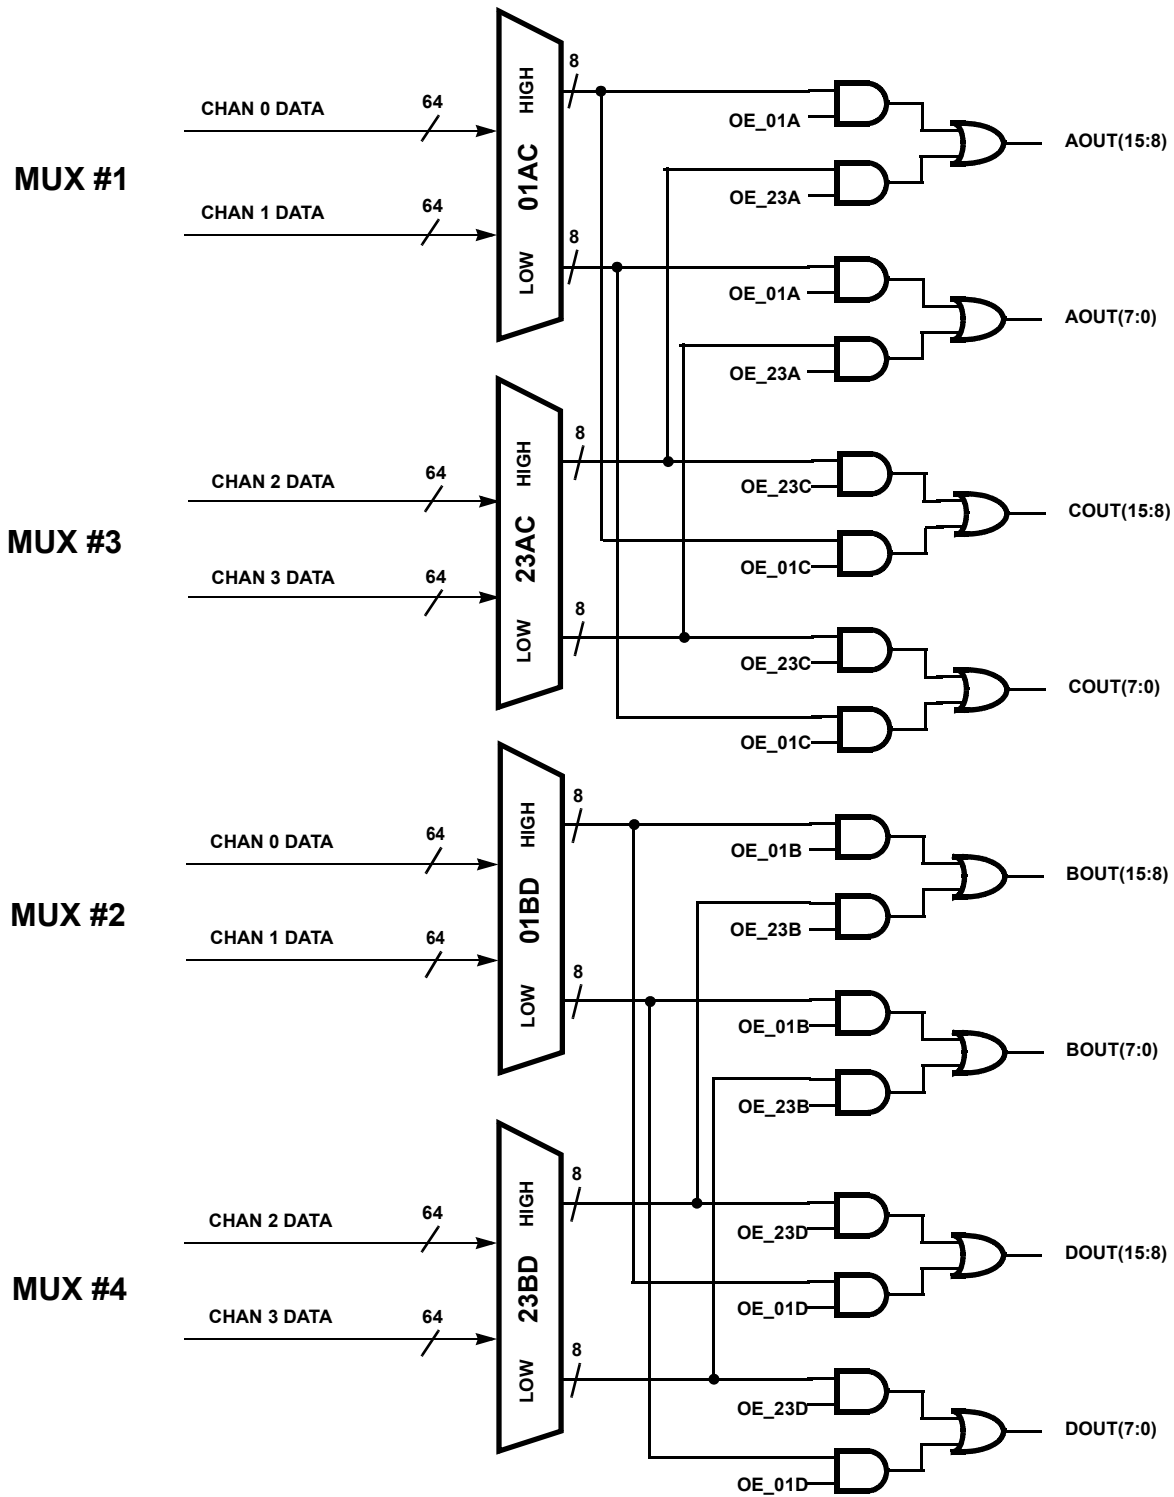 MUX #1
CHAN 0 DATA
64
CHAN 1 DATA
64
HIGH
01AC
LOW
8
8
OE_01A
OE_23A
AOUT(15:8)
OE_01A
OE_23A
AOUT(7:0)
MUX #3
CHAN 2 DATA
64
CHAN 3 DATA
64
HIGH
23AC
LOW
8
8
OE_23C
OE_01C
COUT(15:8)
OE_23C
OE_01C
COUT(7:0)
MUX #2
CHAN 0 DATA
64
CHAN 1 DATA
64
HIGH
01BD
LOW
8
8
OE_01B
OE_23B
BOUT(15:8)
OE_01B
OE_23B
BOUT(7:0)
MUX #4
CHAN 2 DATA
64
CHAN 3 DATA
64
HIGH
23BD
LOW
8
8
OE_23D
OE_01D
DOUT(15:8)
OE_23D
OE_01D
DOUT(7:0)